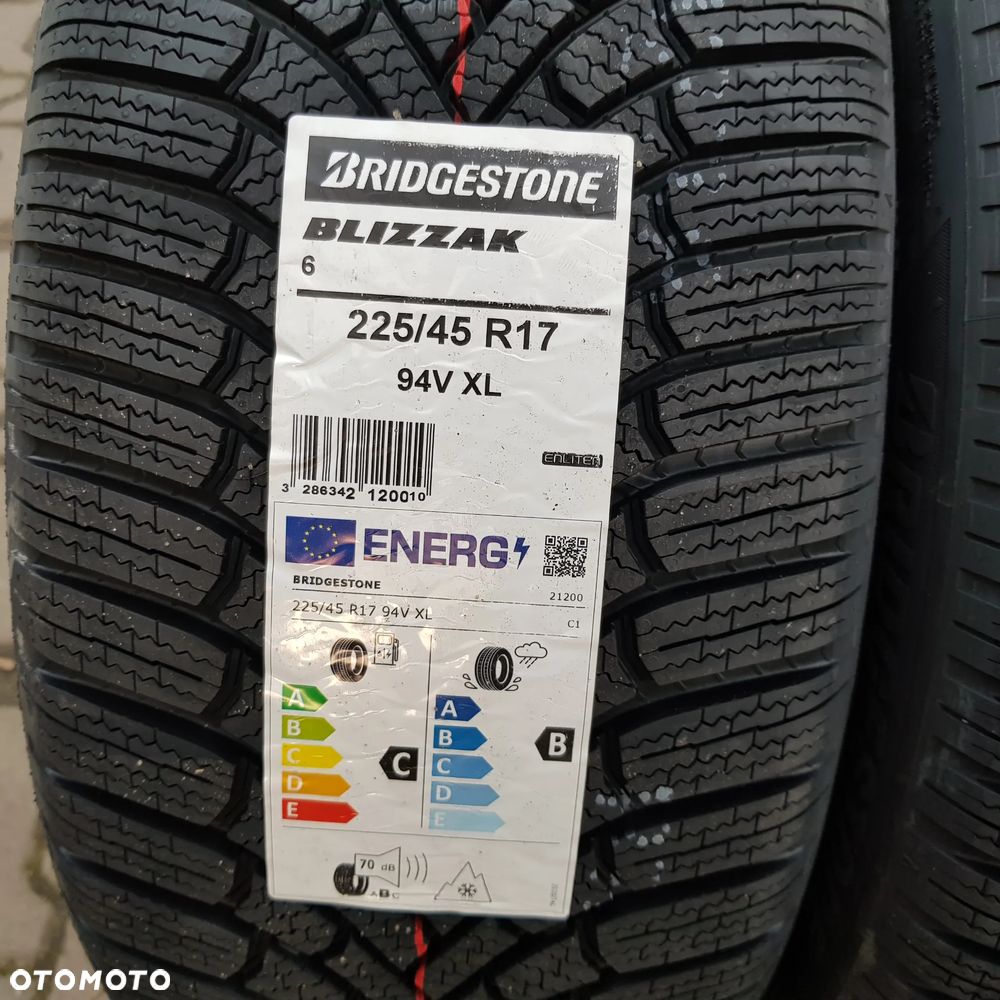 BRIDGESTONE
BLIZZAK
6
225/45 R17
94V XL
ENLITEN
3 286342 120010
ENERG
BRIDGESTONE
21200
225/45 R17 94V XL
C1
A
B
C
D
E
C
A
B
C
D
E
B
70 dB
ABC
OTOMOTO